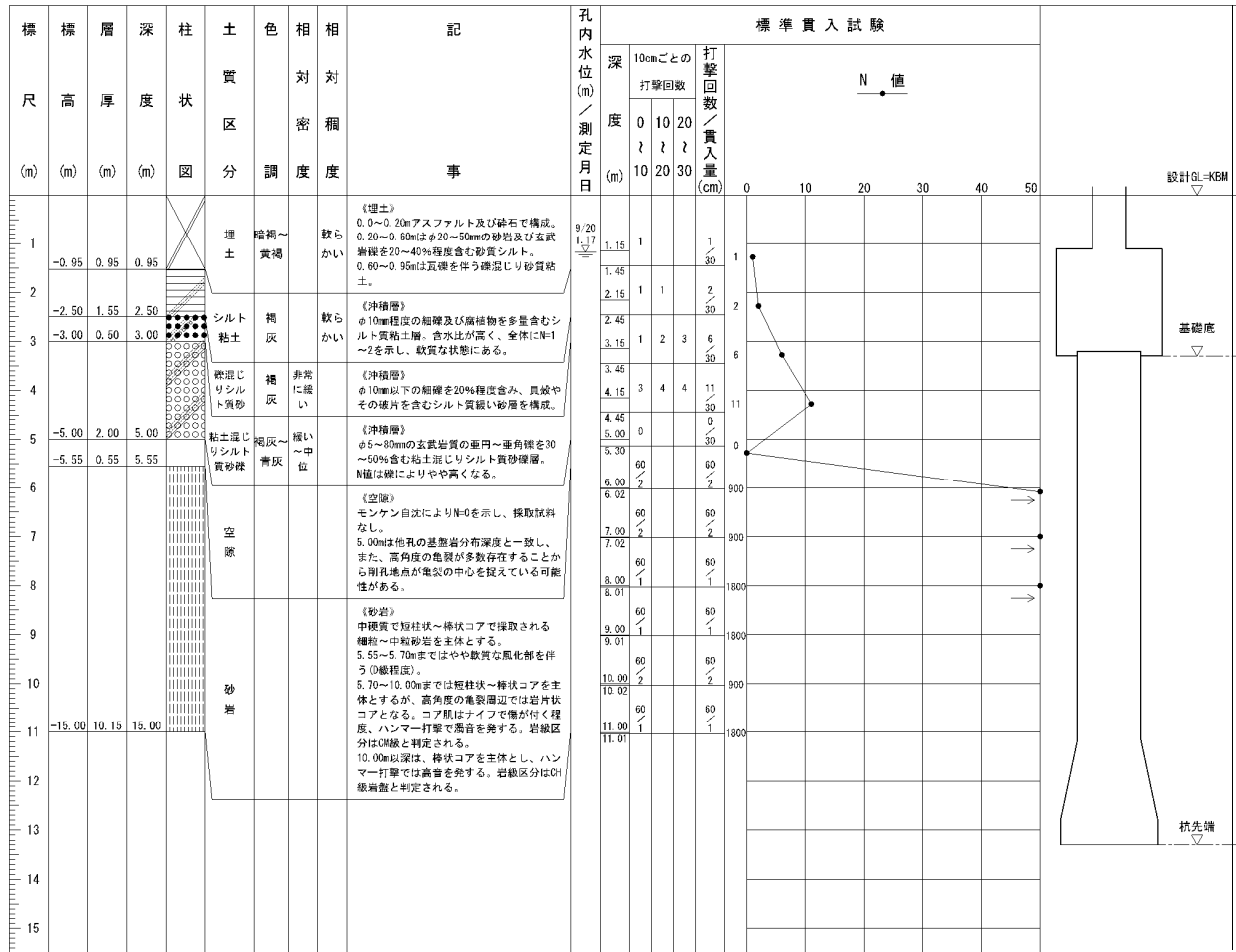 標尺(m)
標高(m)
層厚(m)
深度(m)
柱状図
土質区分
色調
相対密度
相対稠度
記事
孔内水位(m)／測定月日
標準貫入試験
深度(m)
10cmごとの
打撃回数
0〜10
10〜20
20〜30
打撃回数／貫入量(cm)
N 値
0 10 20 30 40 50
設計GL=KBM
基礎底
杭先端
1
2
3
4
5
6
7
8
9
10
11
12
13
14
15
-0.95 0.95 0.95
-2.50 1.55 2.50
-3.00 0.50 3.00
-5.00 2.00 5.00
-5.55 0.55 5.55
-15.00 10.15 15.00
埋土
暗褐〜
黄褐
軟ら
かい
《埋土》
0.0〜0.20mアスファルト及び砕石で構成。
0.20〜0.60mはφ20〜50mmの砂岩及び玄武
岩礫を20〜40%程度含む砂質シルト。
0.60〜0.95mは瓦礫を伴う礫混じり砂質粘
土。
シルト
粘土
褐
灰
軟ら
かい
《沖積層》
φ10mm程度の細礫及び腐植物を多量含むシ
ルト質粘土層。含水比が高く、全体にN=1
〜2を示し、軟質な状態にある。
礫混じ
りシル
ト質砂
褐
灰
非常
に緩
い
《沖積層》
φ10mm以下の細礫を20%程度含み、貝殻や
その破片を含むシルト質緩い砂層を構成。
粘土混じ
りシルト
質砂礫
褐灰〜
青灰
緩い
〜中
位
《沖積層》
φ5〜80mmの玄武岩質の亜円〜亜角礫を30
〜50%含む粘土混じりシルト質砂礫層。
N値は礫によりやや高くなる。
空
隙
《空隙》
モンケン自沈によりN=0を示し、採取試料
なし。
5.00mは他孔の基盤岩分布深度と一致し、
また、高角度の亀裂が多数存在することか
ら削孔地点が亀裂の中心を捉えている可能
性がある。
砂
岩
《砂岩》
中硬質で短柱状〜棒状コアで採取される
細粒〜中粒砂岩を主体とする。
5.55〜5.70mまではやや軟質な風化部を伴
う(D級程度)。
5.70〜10.00mまでは短柱状〜棒状コアを主
体とするが、高角度の亀裂周辺では岩片状
コアとなる。コア肌はナイフで傷が付く程
度、ハンマー打撃で濁音を発する。岩級区
分はCM級と判定される。
10.00m以深は、棒状コアを主体とし、ハン
マー打撃では高音を発する。岩級区分はCH
級岩盤と判定される。
9/20
1.17
1.15 1 1/30 1
1.45
2.15 1 1 2/30 2
2.45
3.15 1 2 3 6/30 6
3.45
4.15 3 4 4 11/30 11
4.45
5.00 0 0/30 0
5.30
6.00 60/2 60/2 900
6.02
7.00 60/2 60/2 900
7.02
8.00 60/1 60/1 1800
8.01
9.00 60/1 60/1 1800
9.01
10.00 60/2 60/2 900
10.02
11.00 60/1 60/1 1800
11.01